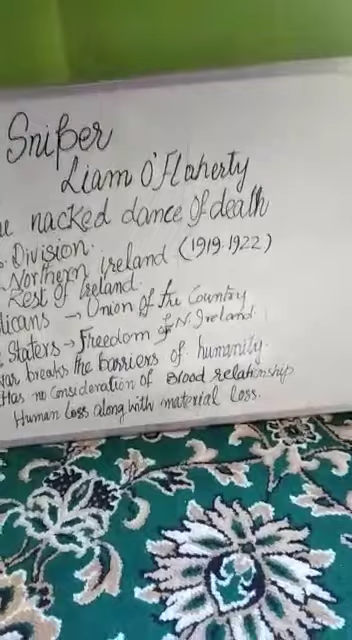 Sniper
Liam O'Flaherty
nacked dance Of death
Division.
Northern Ireland (1919-1922)
Rest of Ireland.
licans → Union of the Country
Staters → Freedom of N. Ireland.
war breaks the barriers of humanity.
Has no Consideration of Blood relationship
Human Loss along with material loss.